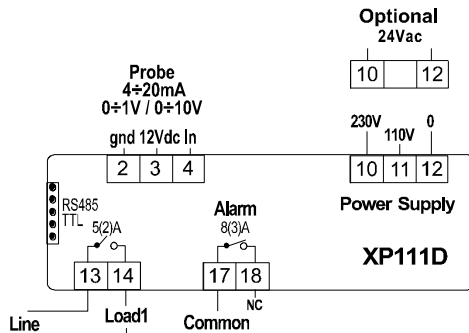 Optional
24Vac
10 12
Probe
4÷20mA
0÷1V / 0÷10V
gnd 12Vdc In
2 3 4
230V 110V 0
10 11 12
Power Supply
RS485
TTL
5(2)A
Alarm
8(3)A
XP111D
13 14
17 18
Line
Load1
Common
NC